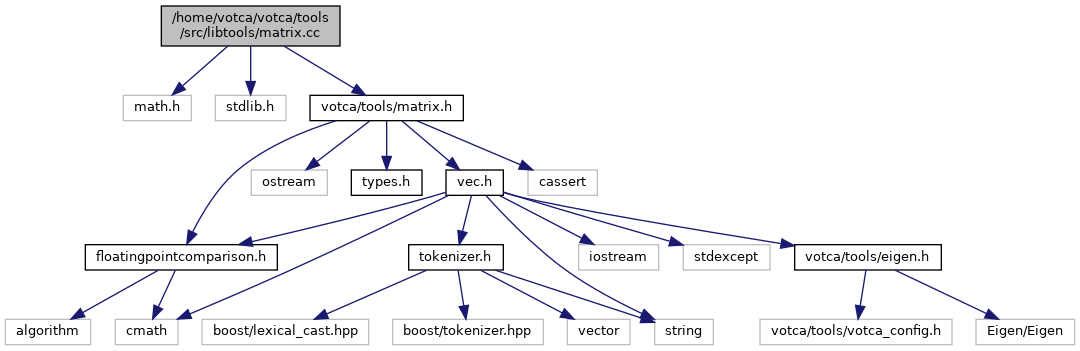 /home/votca/votca/tools
/src/libtools/matrix.cc
math.h
stdlib.h
votca/tools/matrix.h
ostream
types.h
vec.h
cassert
floatingpointcomparison.h
tokenizer.h
iostream
stdexcept
votca/tools/eigen.h
algorithm
cmath
boost/lexical_cast.hpp
boost/tokenizer.hpp
vector
string
votca/tools/votca_config.h
Eigen/Eigen